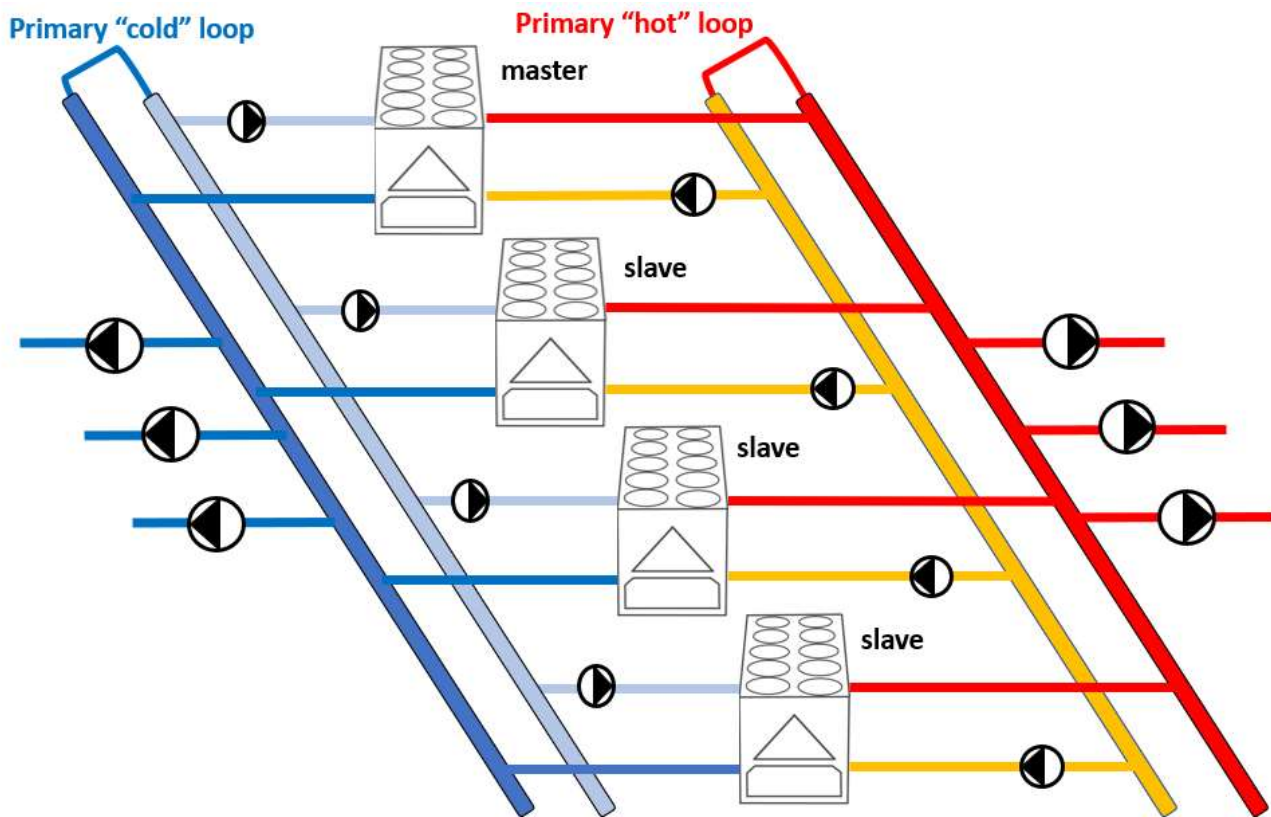 Primary “cold” loop
Primary “hot” loop
master
slave
slave
slave